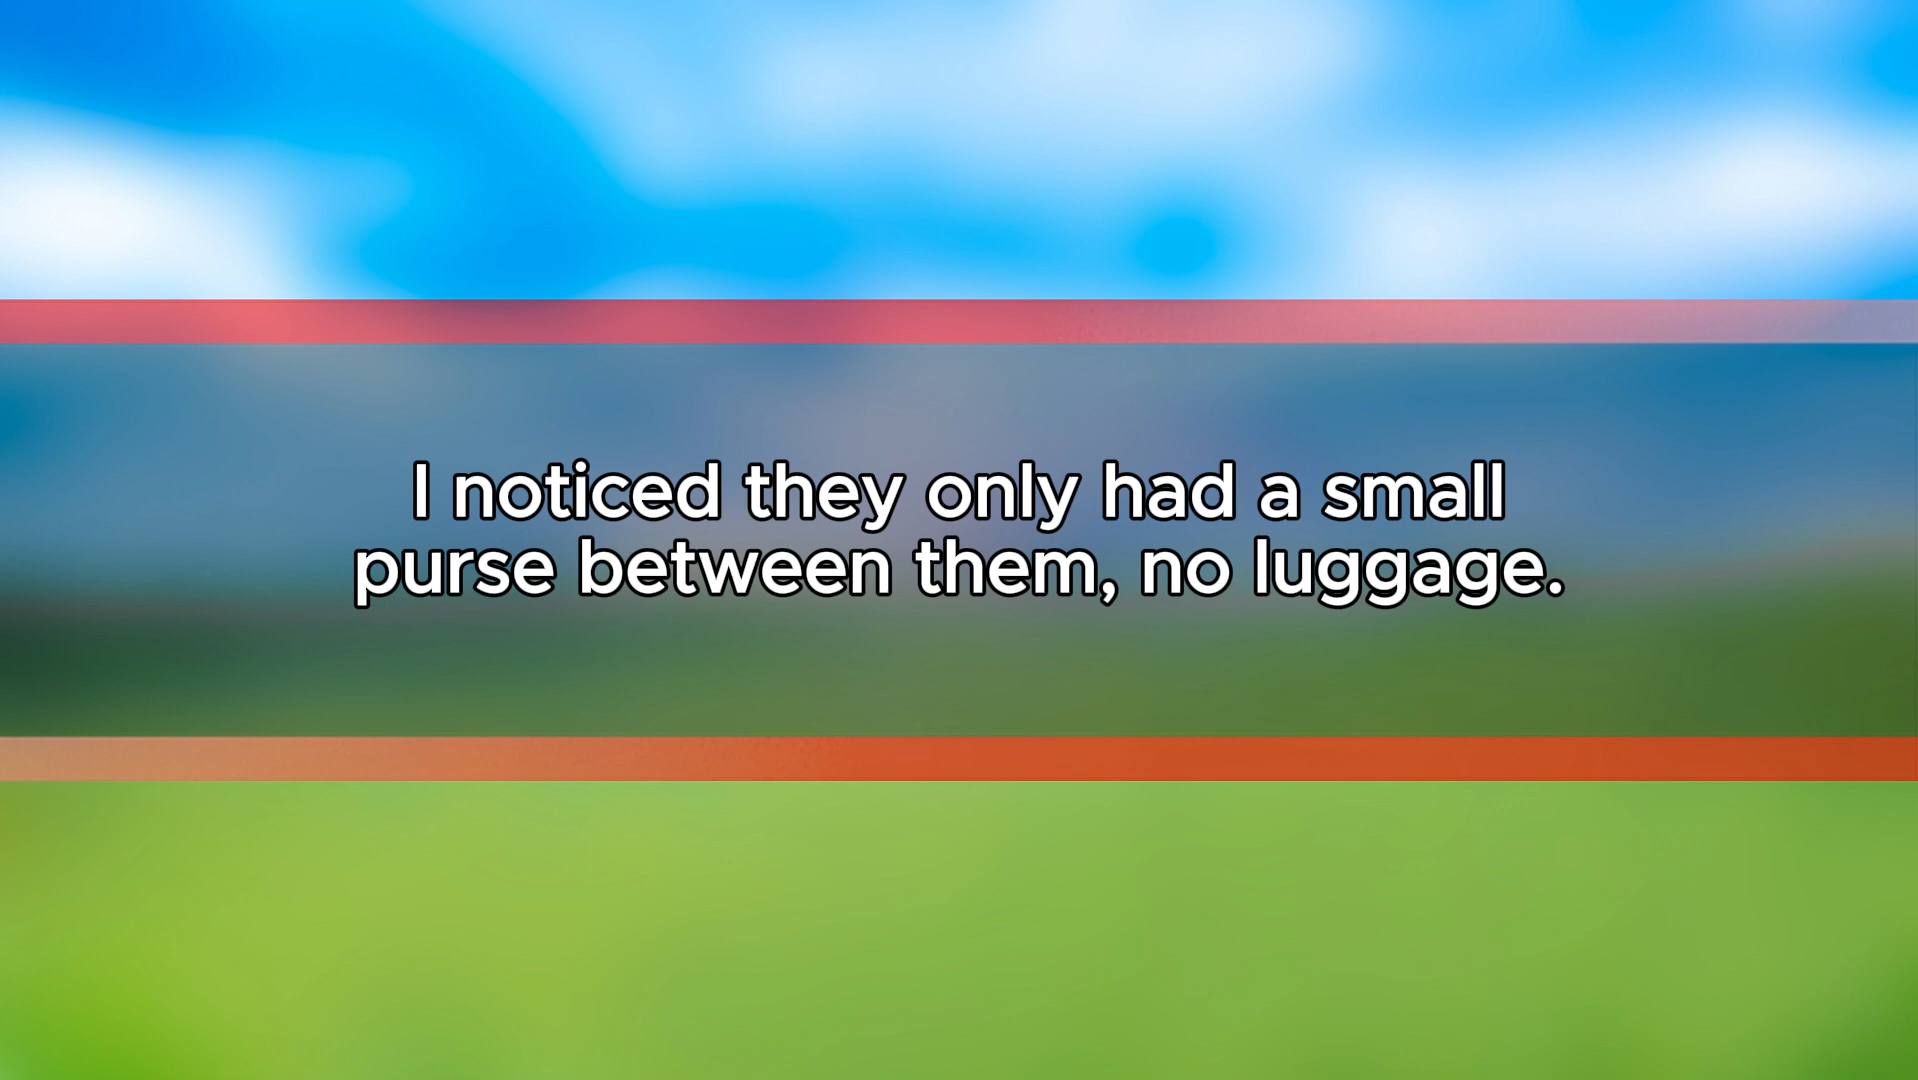 I noticed they only had a small
purse between them, no luggage.